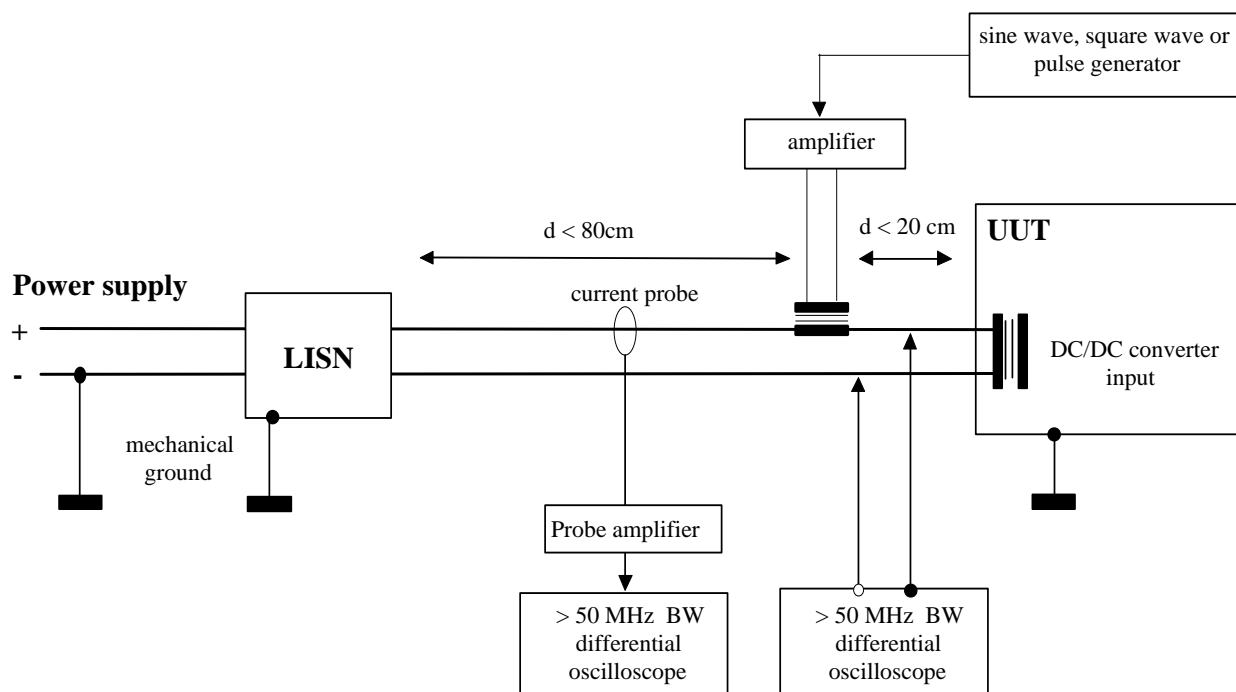 sine wave, square wave or
pulse generator
amplifier
d < 80cm
d < 20 cm
UUT
Power supply
current probe
+
LISN
DC/DC converter
input
-
mechanical
ground
Probe amplifier
> 50 MHz  BW
differential
oscilloscope
> 50 MHz  BW
differential
oscilloscope